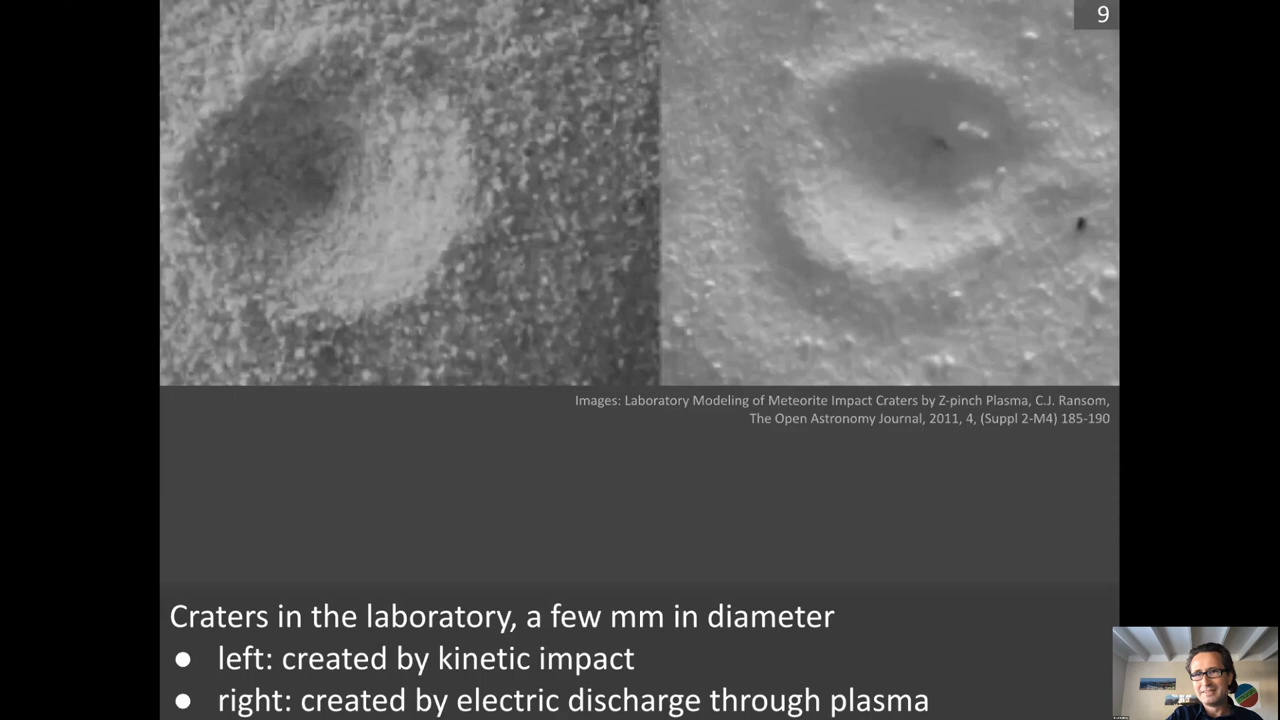 9
Images: Laboratory Modeling of Meteorite Impact Craters by Z-pinch Plasma, C.J. Ransom,
The Open Astronomy Journal, 2011, 4, (Suppl 2-M4) 185-190
Craters in the laboratory, a few mm in diameter
● left: created by kinetic impact
● right: created by electric discharge through plasma